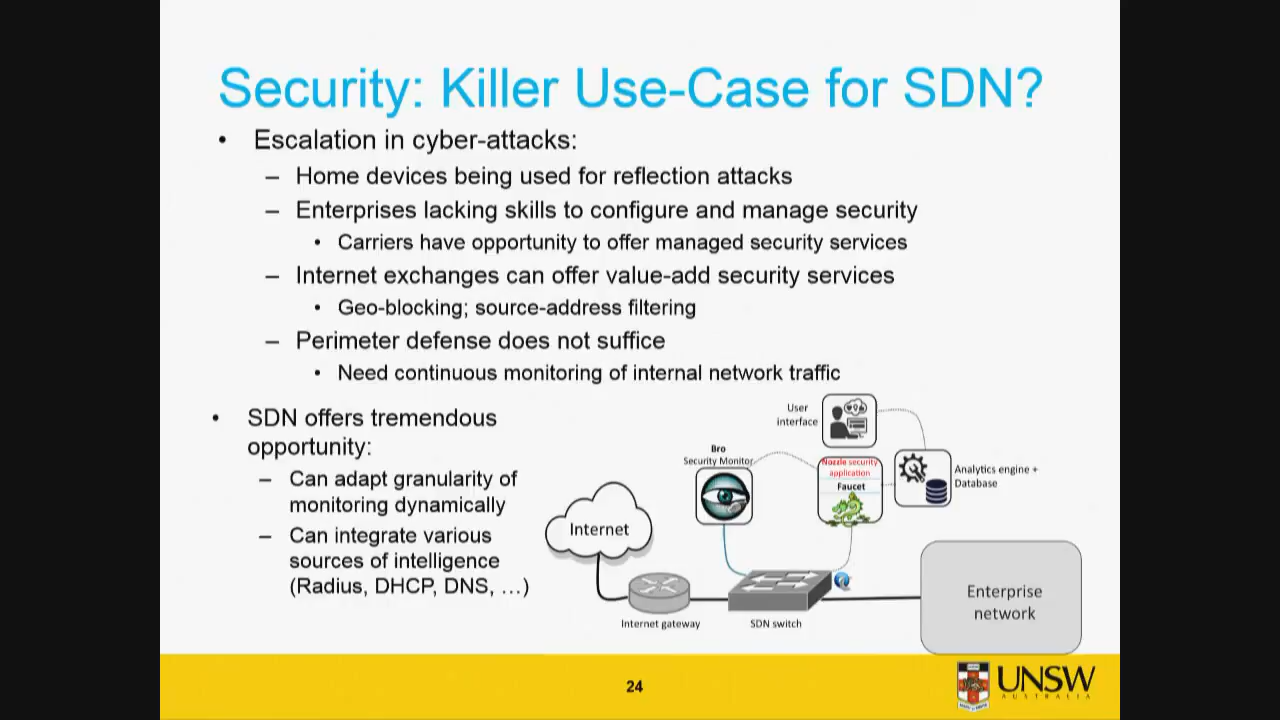 Security: Killer Use-Case for SDN?
• Escalation in cyber-attacks:
– Home devices being used for reflection attacks
– Enterprises lacking skills to configure and manage security
• Carriers have opportunity to offer managed security services
– Internet exchanges can offer value-add security services
• Geo-blocking; source-address filtering
– Perimeter defense does not suffice
• Need continuous monitoring of internal network traffic
• SDN offers tremendous
opportunity:
– Can adapt granularity of
monitoring dynamically
– Can integrate various
sources of intelligence
(Radius, DHCP, DNS, …)
User
interface
Bro
Security Monitor
Nozzle security
application
Faucet
Analytics engine +
Database
Internet
Internet gateway
SDN switch
Enterprise
network
24
UNSW
AUSTRALIA